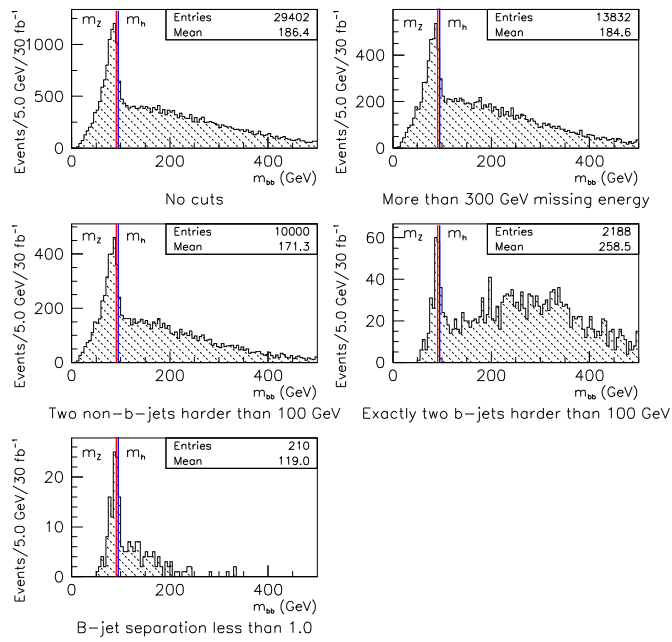 Events/5.0 GeV/30 fb⁻¹
m_Z m_h
Entries 29402
Mean 186.4
1000
500
0
0 200 400
m_bb (GeV)
No cuts
Events/5.0 GeV/30 fb⁻¹
m_Z m_h
Entries 13832
Mean 184.6
400
200
0
0 200 400
m_bb (GeV)
More than 300 GeV missing energy
Events/5.0 GeV/30 fb⁻¹
m_Z m_h
Entries 10000
Mean 171.3
400
200
0
0 200 400
m_bb (GeV)
Two non-b-jets harder than 100 GeV
Events/5.0 GeV/30 fb⁻¹
m_Z m_h
Entries 2188
Mean 258.5
60
40
20
0
0 200 400
m_bb (GeV)
Exactly two b-jets harder than 100 GeV
Events/5.0 GeV/30 fb⁻¹
m_Z m_h
Entries 210
Mean 119.0
20
10
0
0 200 400
m_bb (GeV)
B-jet separation less than 1.0